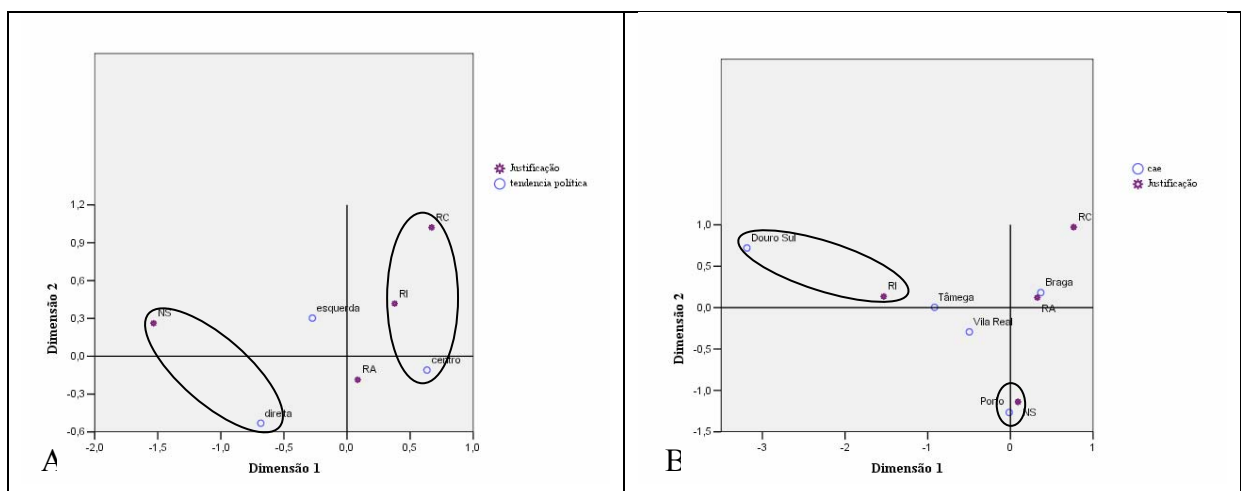 Justificação
tendencia política
1,2
0,9
0,6
0,3
0,0
-0,3
-0,6
Dimensão 2
RC
RI
esquerda
NS
RA
centro
direita
-2,0 -1,5 -1,0 -0,5 0,0 0,5 1,0
Dimensão 1
A
cae
Justificação
1,0
0,5
0,0
-0,5
-1,0
-1,5
Dimensão 2
RC
Douro Sul
RI
Braga
RA
Tâmega
Vila Real
Porto
NS
-3 -2 -1 0 1
Dimensão 1
B